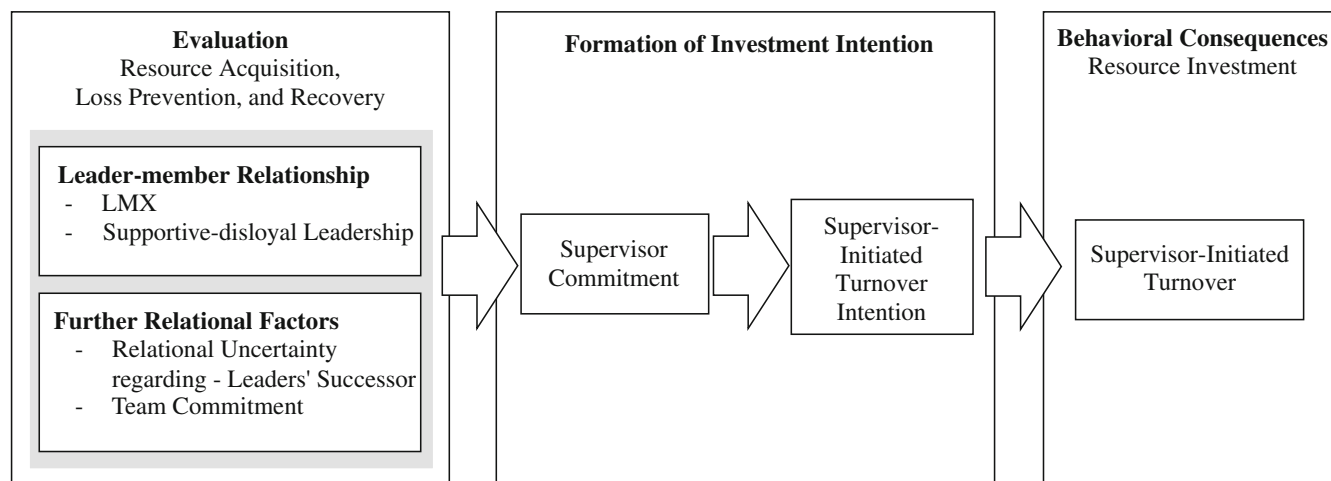 Evaluation
Resource Acquisition,
Loss Prevention, and Recovery
Leader-member Relationship
- LMX
- Supportive-disloyal Leadership
Further Relational Factors
- Relational Uncertainty
regarding - Leaders' Successor
- Team Commitment
Formation of Investment Intention
Supervisor
Commitment
Supervisor-
Initiated
Turnover
Intention
Behavioral Consequences
Resource Investment
Supervisor-Initiated
Turnover